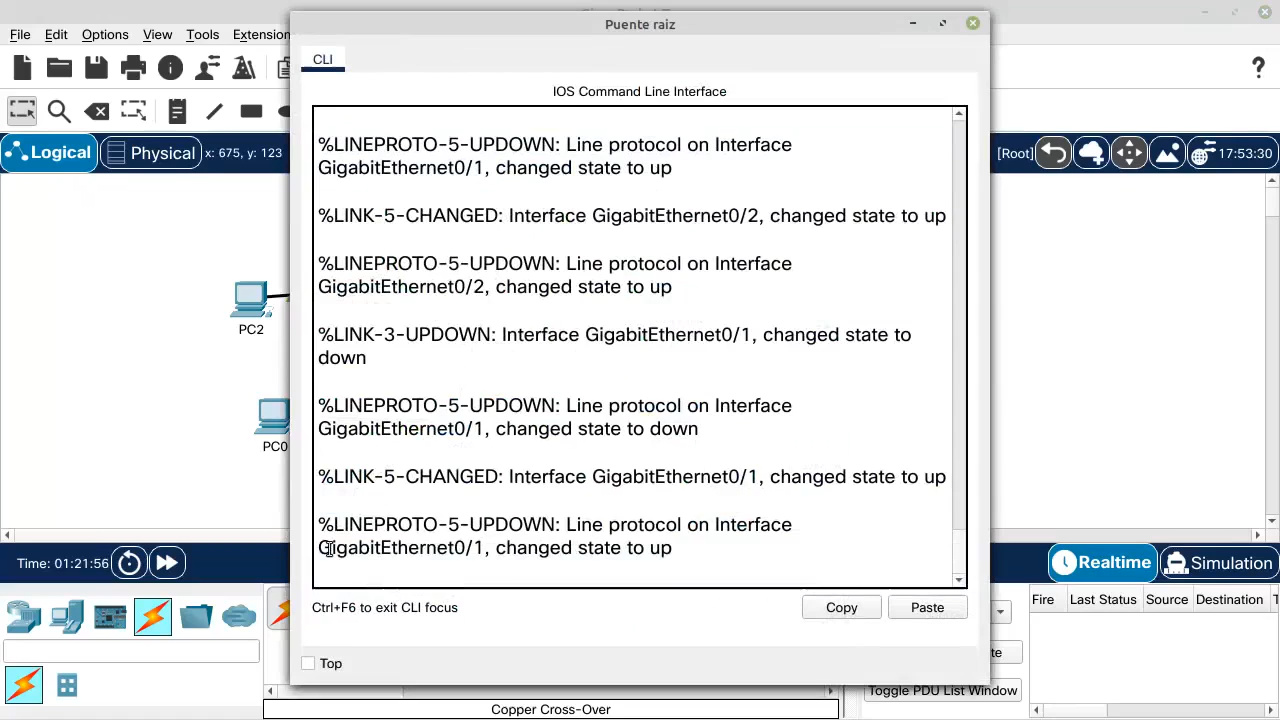 Puente raiz
File Edit Options View Tools Extension
CLI
IOS Command Line Interface
Logical
Physical
x: 675, y: 123
[Root]
17:53:30
%LINEPROTO-5-UPDOWN: Line protocol on Interface
GigabitEthernet0/1, changed state to up
%LINK-5-CHANGED: Interface GigabitEthernet0/2, changed state to up
%LINEPROTO-5-UPDOWN: Line protocol on Interface
GigabitEthernet0/2, changed state to up
%LINK-3-UPDOWN: Interface GigabitEthernet0/1, changed state to
down
%LINEPROTO-5-UPDOWN: Line protocol on Interface
GigabitEthernet0/1, changed state to down
%LINK-5-CHANGED: Interface GigabitEthernet0/1, changed state to up
%LINEPROTO-5-UPDOWN: Line protocol on Interface
GigabitEthernet0/1, changed state to up
PC2
PC0
Time: 01:21:56
Realtime
Simulation
Ctrl+F6 to exit CLI focus
Copy
Paste
Fire Last Status Source Destination
Top
Toggle PDU List Window
Copper Cross-Over